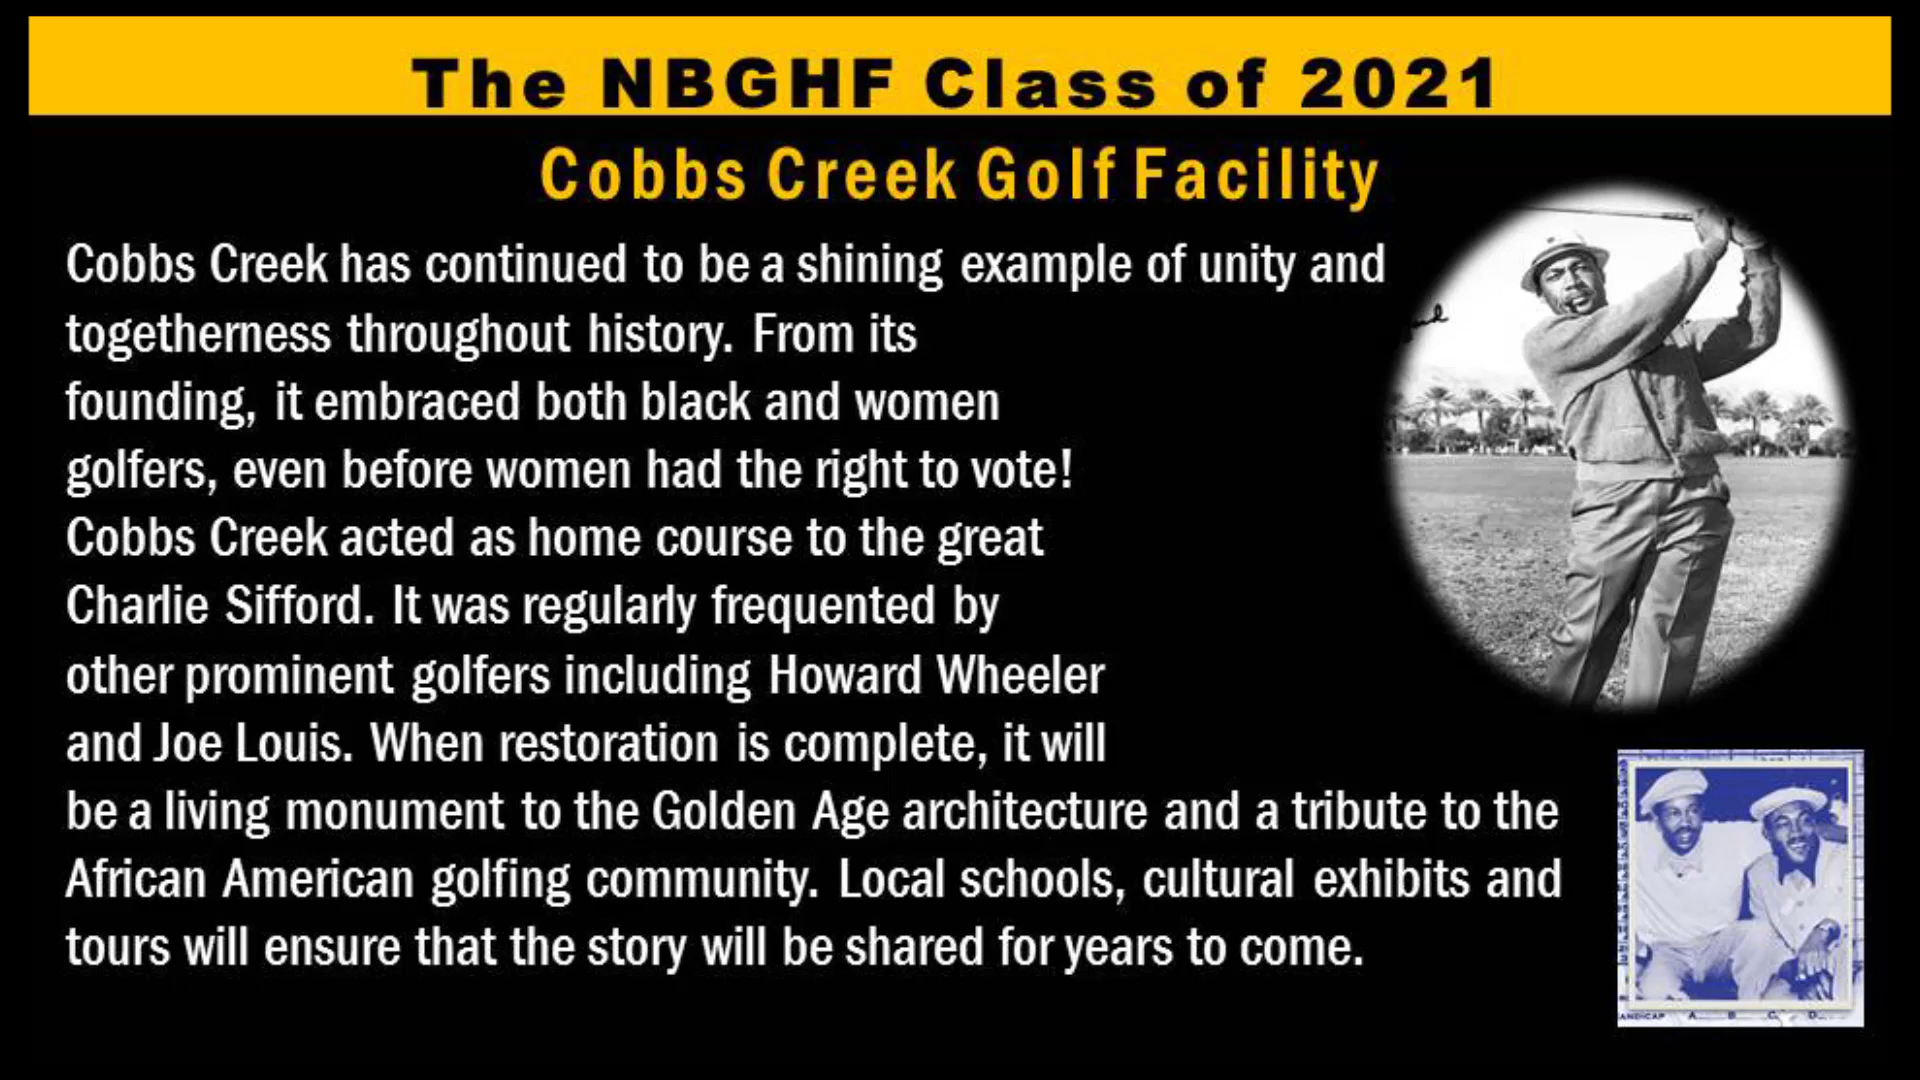 The NBGHF Class of 2021
Cobbs Creek Golf Facility
Cobbs Creek has continued to be a shining example of unity and
togetherness throughout history. From its
founding, it embraced both black and women
golfers, even before women had the right to vote!
Cobbs Creek acted as home course to the great
Charlie Sifford. It was regularly frequented by
other prominent golfers including Howard Wheeler
and Joe Louis. When restoration is complete, it will
be a living monument to the Golden Age architecture and a tribute to the
African American golfing community. Local schools, cultural exhibits and
tours will ensure that the story will be shared for years to come.
ANDICAP A B C D